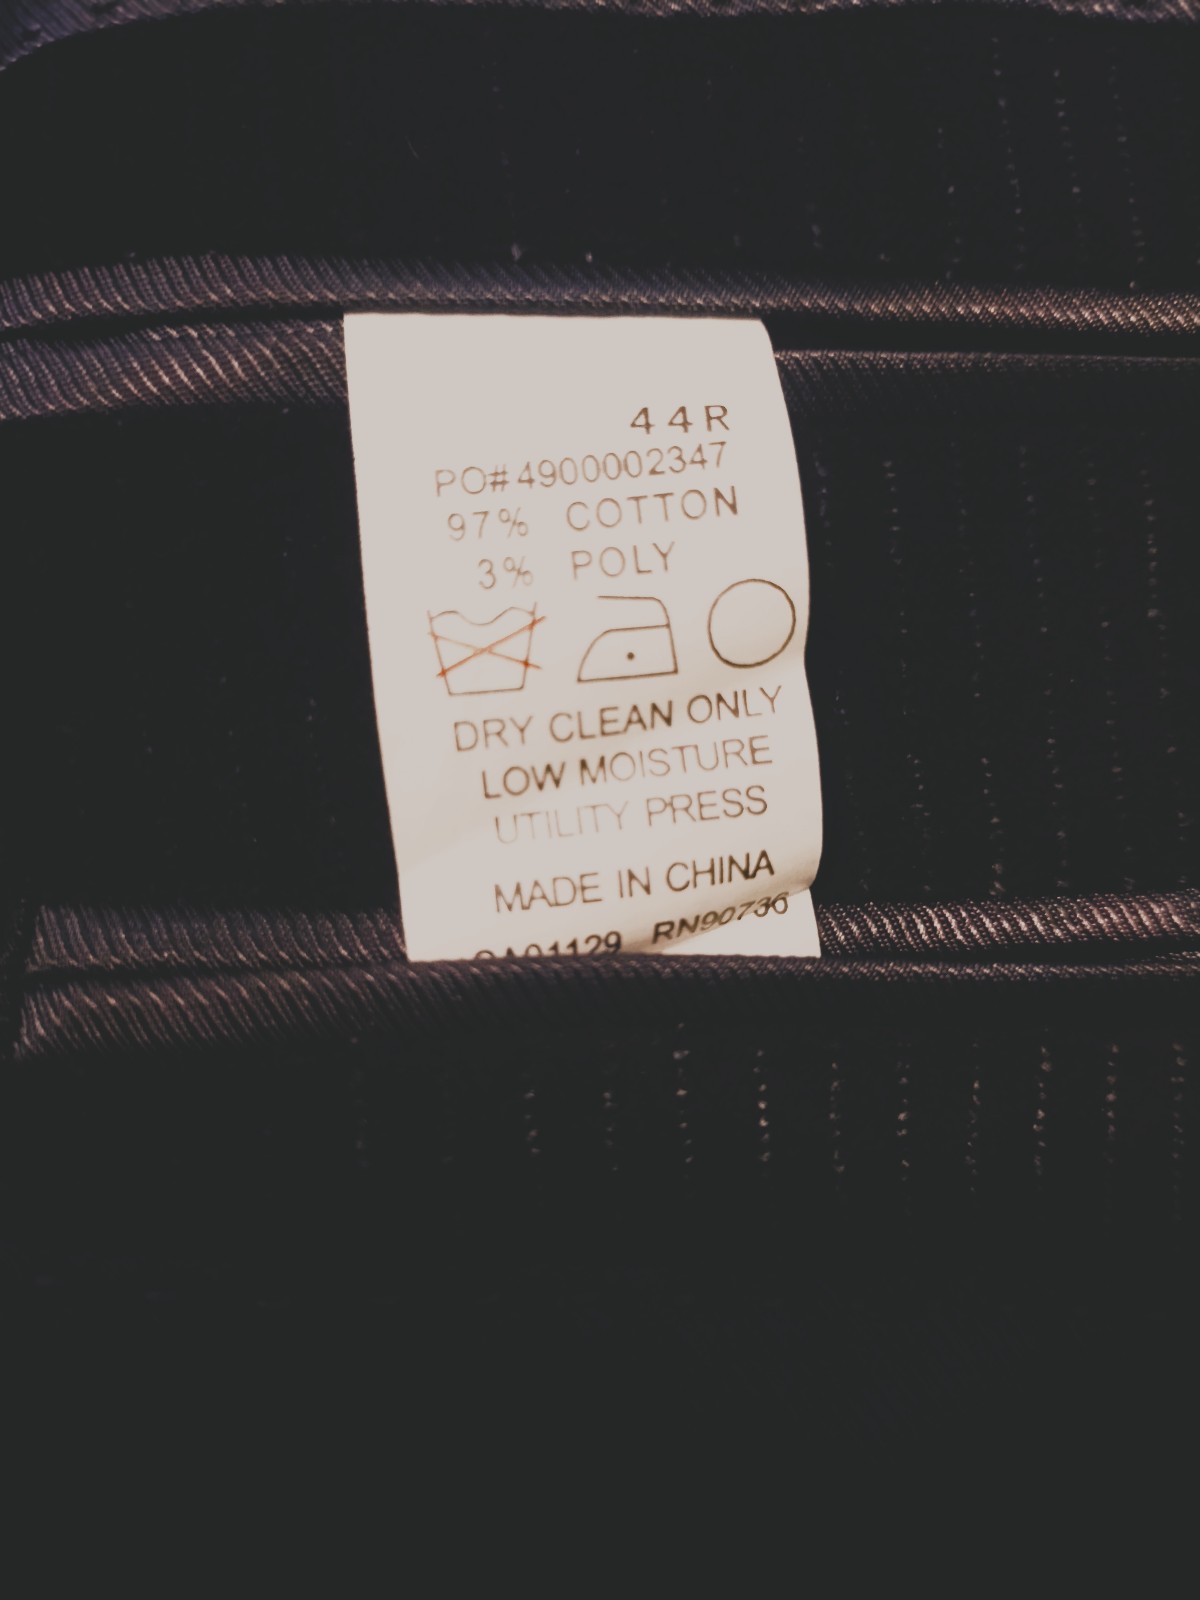 44R
PO#4900002347
97% COTTON
3% POLY
DRY CLEAN ONLY
LOW MOISTURE
UTILITY PRESS
MADE IN CHINA
RN90736